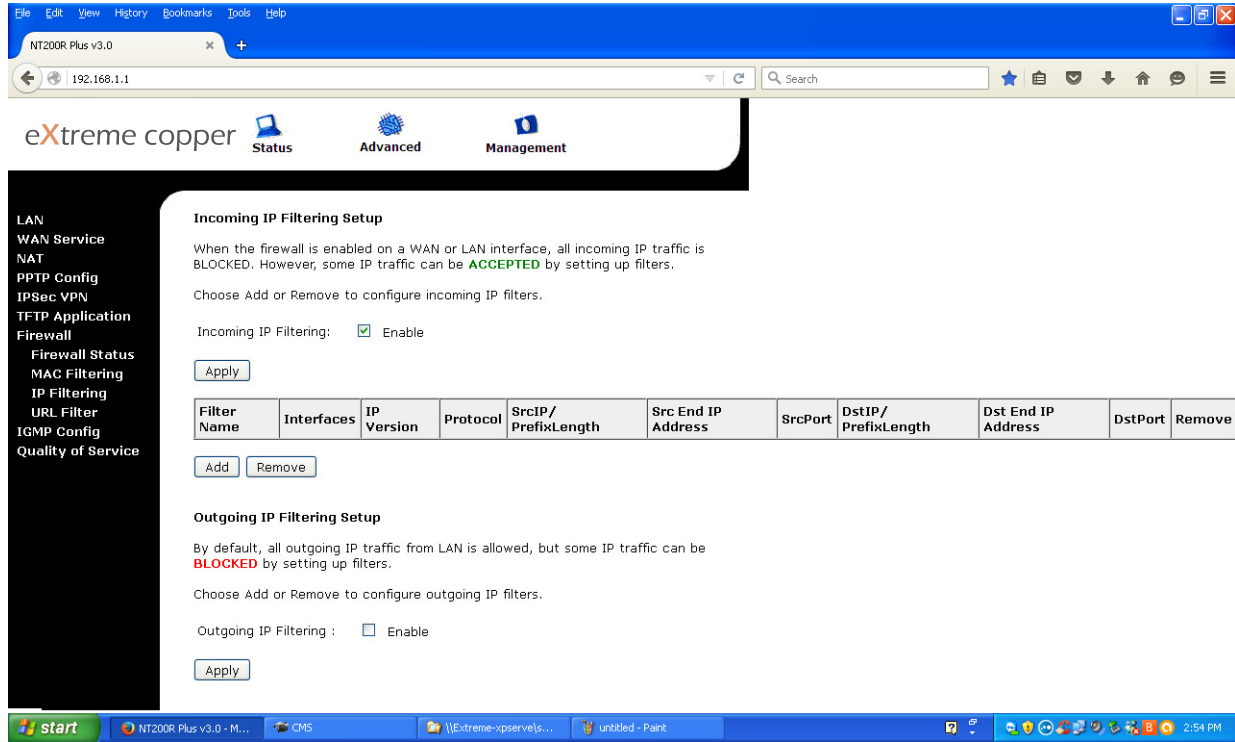 File Edit View History Bookmarks Tools Help
NT200R Plus v3.0
192.168.1.1
Search
eXtreme copper
Status
Advanced
Management
LAN
WAN Service
NAT
PPTP Config
IPSec VPN
TFTP Application
Firewall
Firewall Status
MAC Filtering
IP Filtering
URL Filter
IGMP Config
Quality of Service
Incoming IP Filtering Setup
When the firewall is enabled on a WAN or LAN interface, all incoming IP traffic is
BLOCKED. However, some IP traffic can be ACCEPTED by setting up filters.
Choose Add or Remove to configure incoming IP filters.
Incoming IP Filtering: Enable
Apply
Filter Name
Interfaces
IP Version
Protocol
SrcIP/ PrefixLength
Src End IP Address
SrcPort
DstIP/ PrefixLength
Dst End IP Address
DstPort
Remove
Add Remove
Outgoing IP Filtering Setup
By default, all outgoing IP traffic from LAN is allowed, but some IP traffic can be
BLOCKED by setting up filters.
Choose Add or Remove to configure outgoing IP filters.
Outgoing IP Filtering : Enable
Apply
start
NT200R Plus v3.0 - M...
CMS
\\Extreme-xpserve\s...
untitled - Paint
2:54 PM